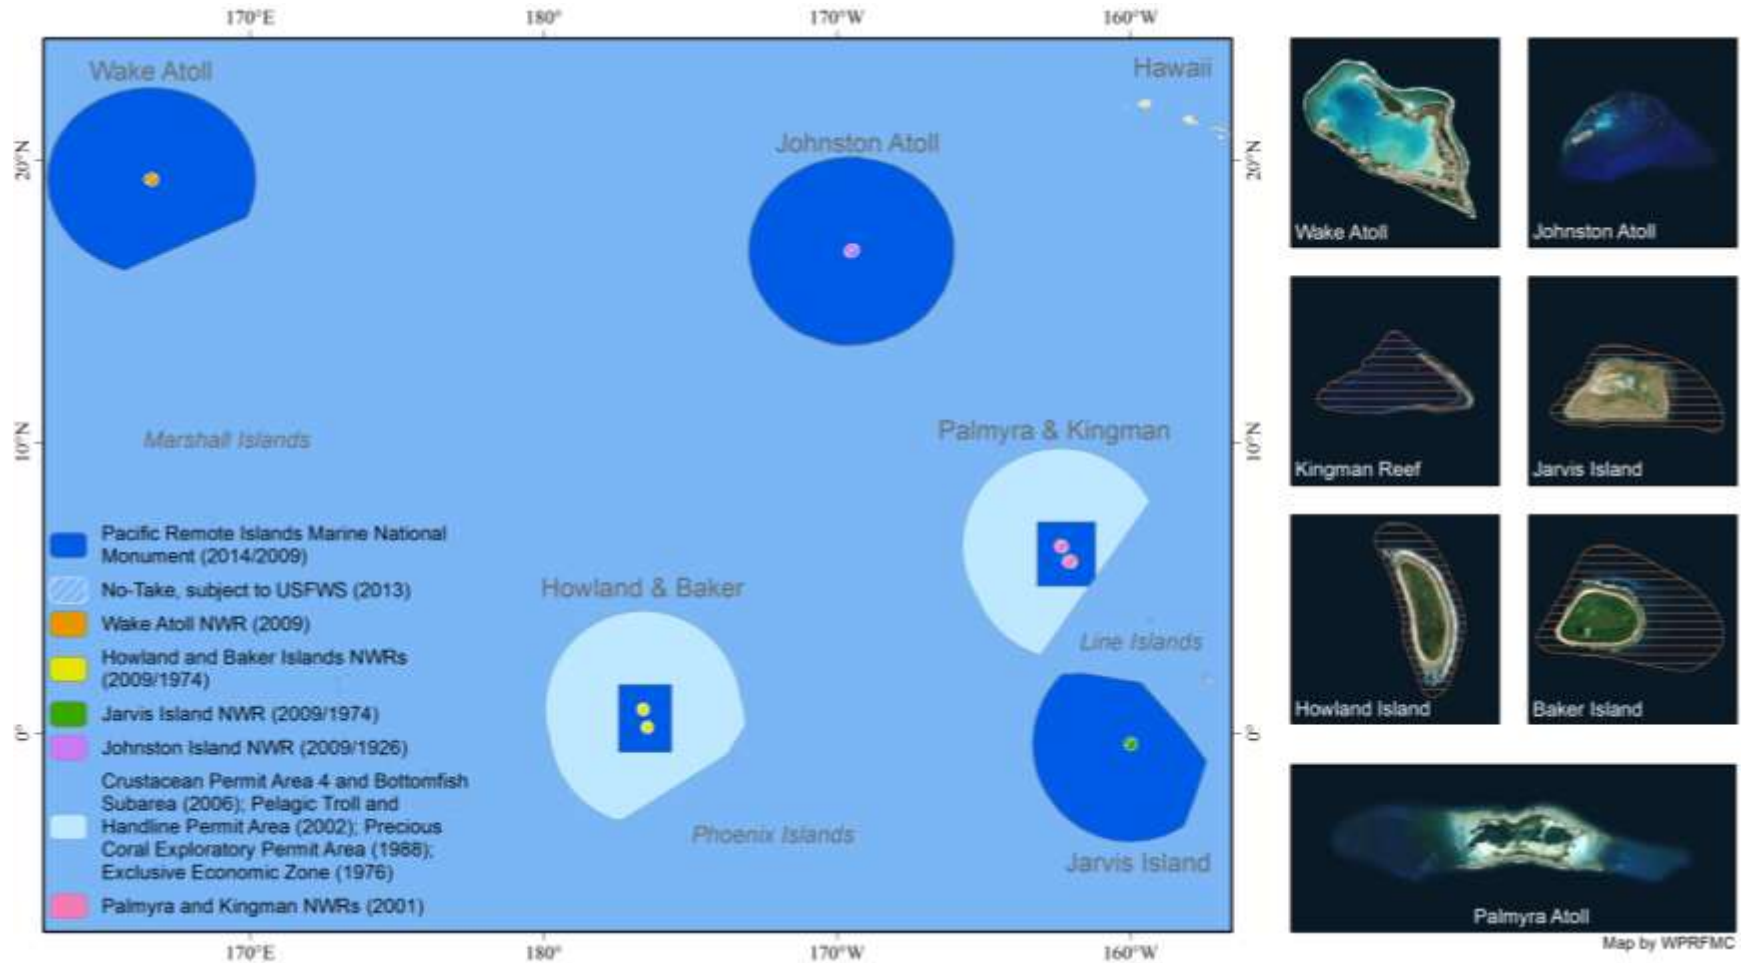 170°E 180° 170°W 160°W
Wake Atoll
Hawaii
Johnston Atoll
20°N
20°N
Marshall Islands
Palmyra & Kingman
10°N
10°N
Howland & Baker
Line Islands
0°
0°
Phoenix Islands
Jarvis Island
Pacific Remote Islands Marine National
Monument (2014/2009)
No-Take, subject to USFWS (2013)
Wake Atoll NWR (2009)
Howland and Baker Islands NWRs
(2009/1974)
Jarvis Island NWR (2009/1974)
Johnston Island NWR (2009/1926)
Crustacean Permit Area 4 and Bottomfish
Subarea (2006); Pelagic Troll and
Handline Permit Area (2002); Precious
Coral Exploratory Permit Area (1988);
Exclusive Economic Zone (1976)
Palmyra and Kingman NWRs (2001)
170°E 180° 170°W 160°W
Wake Atoll
Johnston Atoll
Kingman Reef
Jarvis Island
Howland Island
Baker Island
Palmyra Atoll
Map by WPRFMC